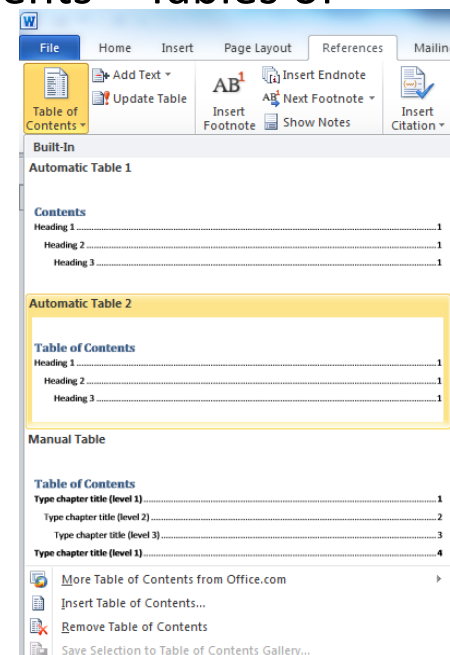 ents – Tables of
W
File Home Insert Page Layout References Mailin
Table of Contents
Add Text
Update Table
AB1
Insert Footnote
Insert Endnote
AB1 Next Footnote
Show Notes
Insert Citation
Built-In
Automatic Table 1
Contents
Heading 1........1
Heading 2........1
Heading 3........1
Automatic Table 2
Table of Contents
Heading 1........1
Heading 2........1
Heading 3........1
Manual Table
Table of Contents
Type chapter title (level 1)........1
Type chapter title (level 2)........2
Type chapter title (level 3)........3
Type chapter title (level 1)........4
More Table of Contents from Office.com
Insert Table of Contents...
Remove Table of Contents
Save Selection to Table of Contents Gallery...